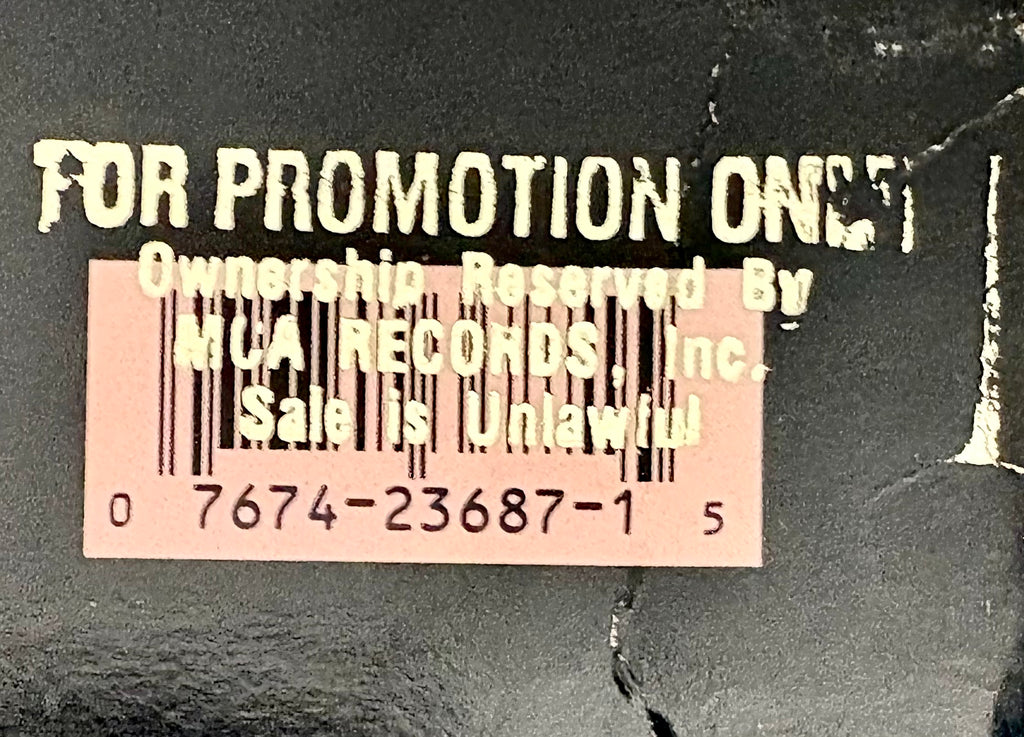 FOR PROMOTION ONLY
Ownership Reserved By
MCA RECORDS, Inc.
Sale is Unlawful
0 7674-23687-1 5